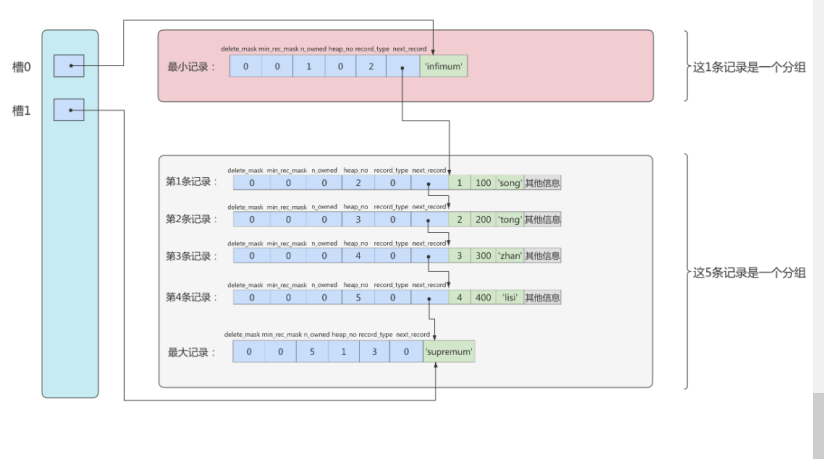 delete_mask min_rec_mask n_owned heap_no record_type next_record
槽0
最小记录： 0 0 1 0 2 'infimum'
这1条记录是一个分组
槽1
delete_mask min_rec_mask n_owned heap_no record_type next_record
第1条记录： 0 0 0 2 0 1 100 'song' 其他信息
delete_mask min_rec_mask n_owned heap_no record_type next_record
第2条记录： 0 0 0 3 0 2 200 'tong' 其他信息
delete_mask min_rec_mask n_owned heap_no record_type next_record
第3条记录： 0 0 0 4 0 3 300 'zhan' 其他信息
这5条记录是一个分组
delete_mask min_rec_mask n_owned heap_no record_type next_record
第4条记录： 0 0 0 5 0 4 400 'lisi' 其他信息
delete_mask min_rec_mask n_owned heap_no record_type next_record
最大记录： 0 0 5 1 3 0 'supremum'